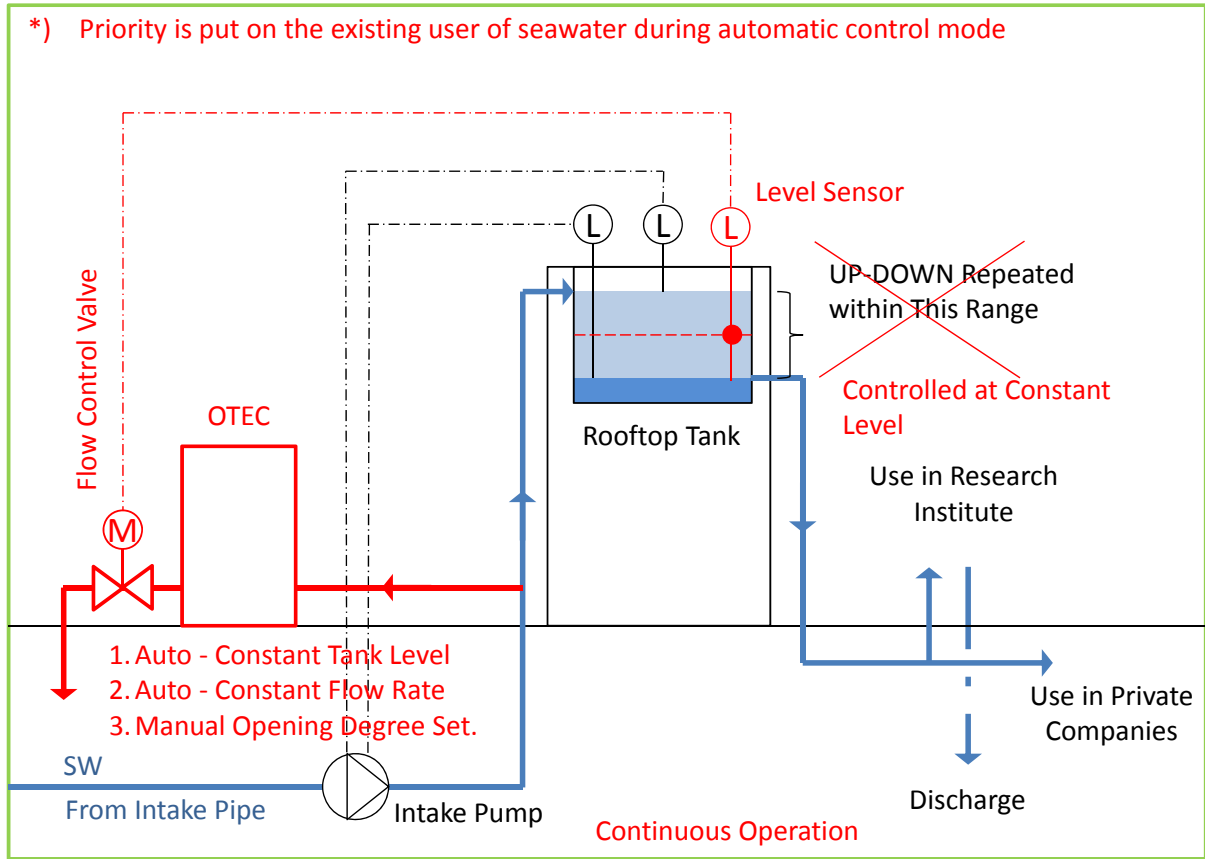 *) Priority is put on the existing user of seawater during automatic control mode
Level Sensor
L
L
L
UP-DOWN Repeated
within This Range
Controlled at Constant
Level
Flow Control Valve
OTEC
M
Rooftop Tank
Use in Research
Institute
1. Auto - Constant Tank Level
2. Auto - Constant Flow Rate
3. Manual Opening Degree Set.
Use in Private
Companies
SW
From Intake Pipe
Intake Pump
Discharge
Continuous Operation